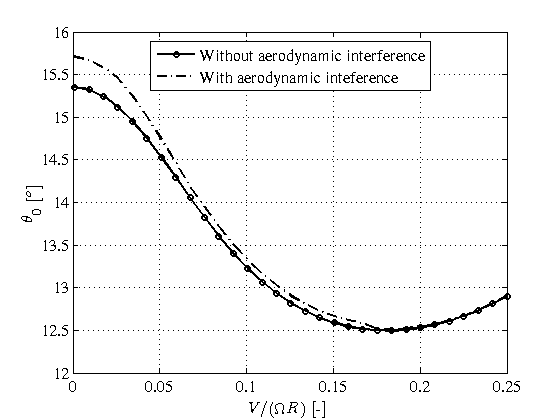 16
15.5
15
14.5
14
13.5
13
12.5
12
θ0 [o]
Without aerodynamic interference
With aerodynamic inteference
0 0.05 0.1 0.15 0.2 0.25
V/(ΩR) [-]